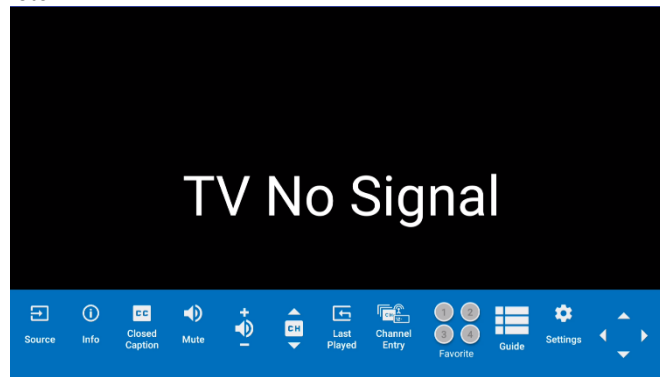 TV No Signal
CC
CH
1 2
3 4
Source
Info
Closed
Caption
Mute
Last
Played
Channel
Entry
Favorite
Guide
Settings